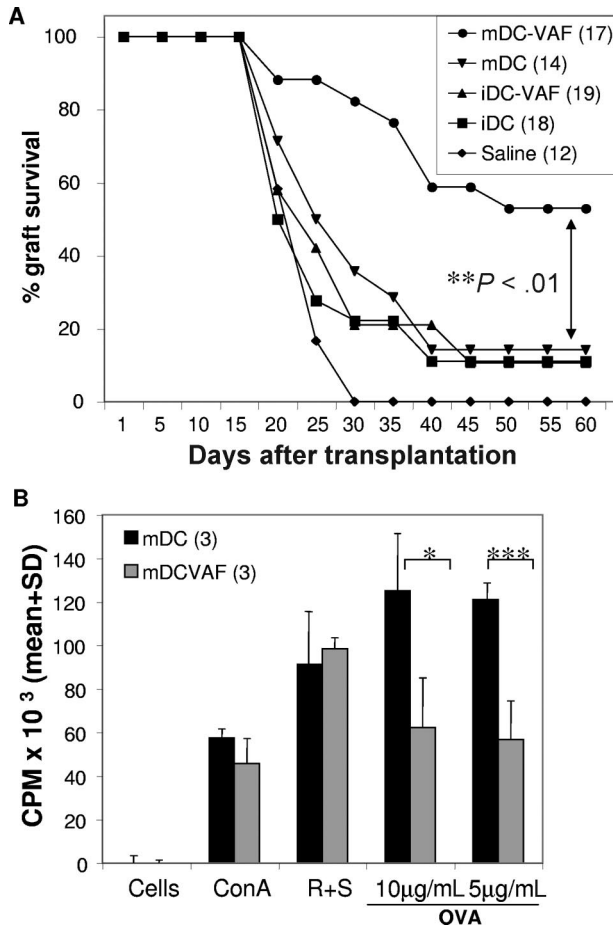 A
100
80
60
40
20
0
% graft survival
mDC-VAF (17)
mDC (14)
iDC-VAF (19)
iDC (18)
Saline (12)
**P < .01
1 5 10 15 20 25 30 35 40 45 50 55 60
Days after transplantation
B
160
140
120
100
80
60
40
20
0
CPM x 10 3 (mean+SD)
mDC (3)
mDCVAF (3)
*
***
Cells ConA R+S 10µg/mL 5µg/mL
OVA